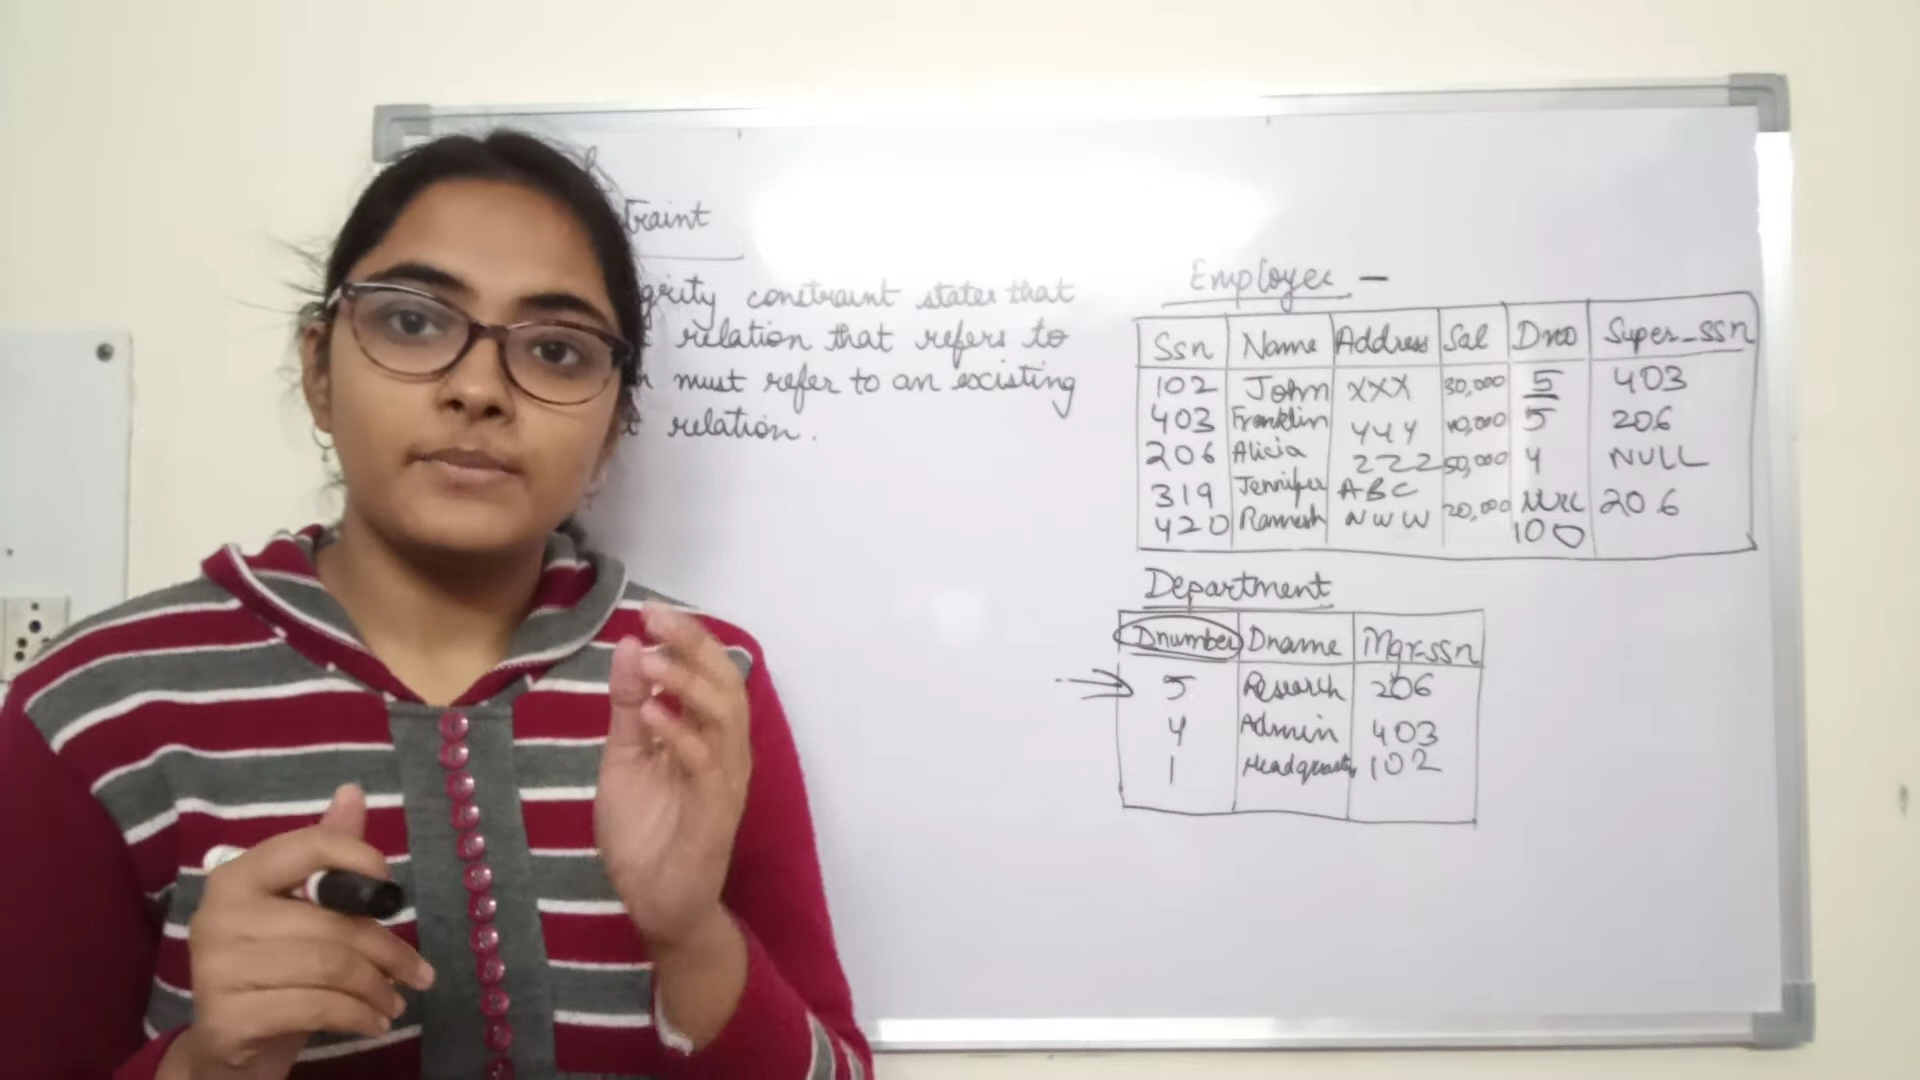 traint
grity constraint states that
relation that refers to
must refer to an existing
relation.
Employee -
Ssn Name Address Sal Dno Super_ssn
102 John XXX 30,000 5 403
403 Franklin yyy 40,000 5 206
206 Alicia ZZZ 50,000 4 NULL
319 Jennifer ABC 20,000 NULL 206
420 Ramesh NWW 100
Department
Dnumber Dname Mgr-ssn
5 Research 206
4 Admin 403
1 102